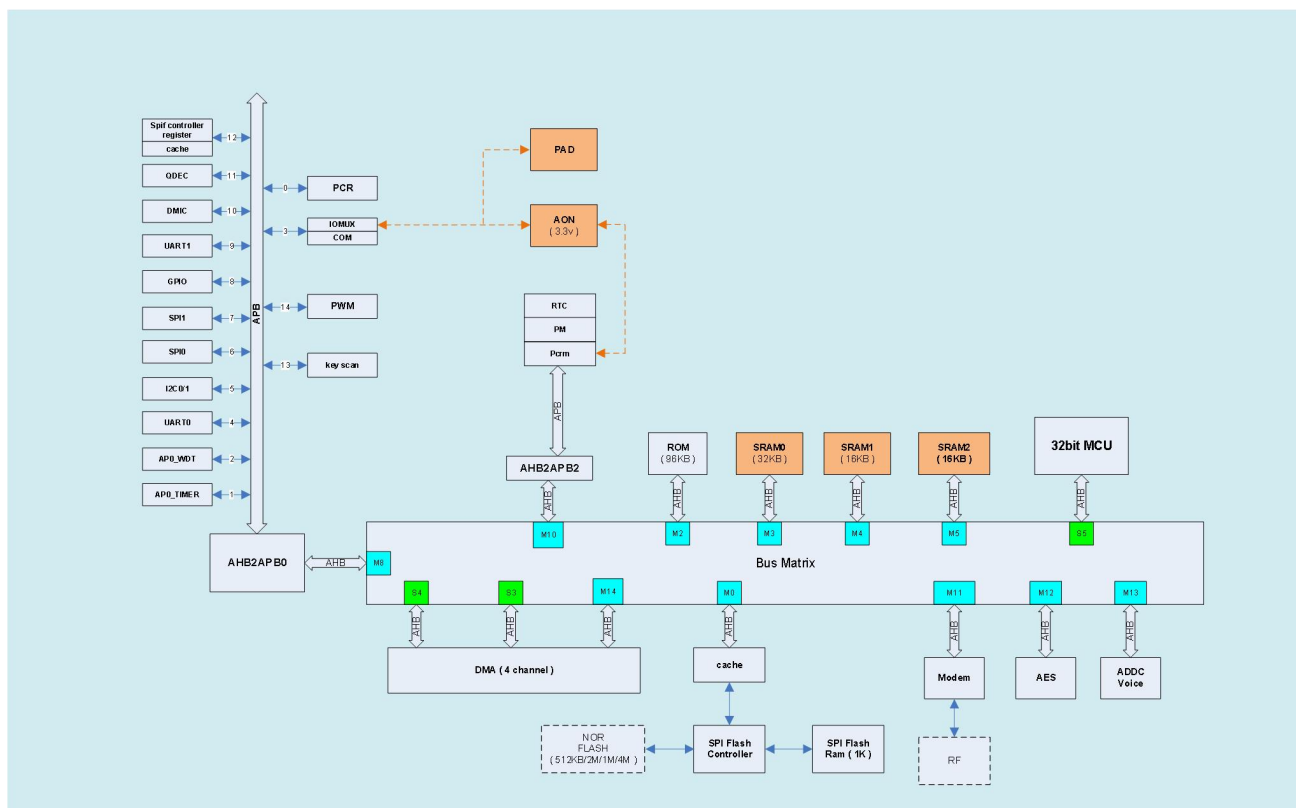 Spif controller
register
cache
12
QDEC
11
DMIC
10
UART1
9
GPIO
8
SPI1
7
SPI0
6
I2C0/1
5
UART0
4
AP0_WDT
2
AP0_TIMER
1
APB
0
PCR
3
IOMUX
COM
14
PWM
13
key scan
PAD
AON
( 3.3v )
RTC
PM
Pcrm
APB
AHB2APB2
AHB
ROM
(96KB)
AHB
SRAM0
(32KB)
AHB
SRAM1
(16KB)
AHB
SRAM2
( 16KB)
AHB
32bit MCU
AHB
AHB2APB0
AHB
M8
M10
M2
M3
M4
M5
S5
Bus Matrix
S4
S3
M14
M0
M11
M12
M13
AHB
AHB
AHB
AHB
AHB
AHB
AHB
DMA ( 4 channel )
cache
Modem
AES
ADDC
Voice
NOR
FLASH
(512KB/2M/1M/4M )
SPI Flash
Controller
SPI Flash
Ram ( 1K )
RF